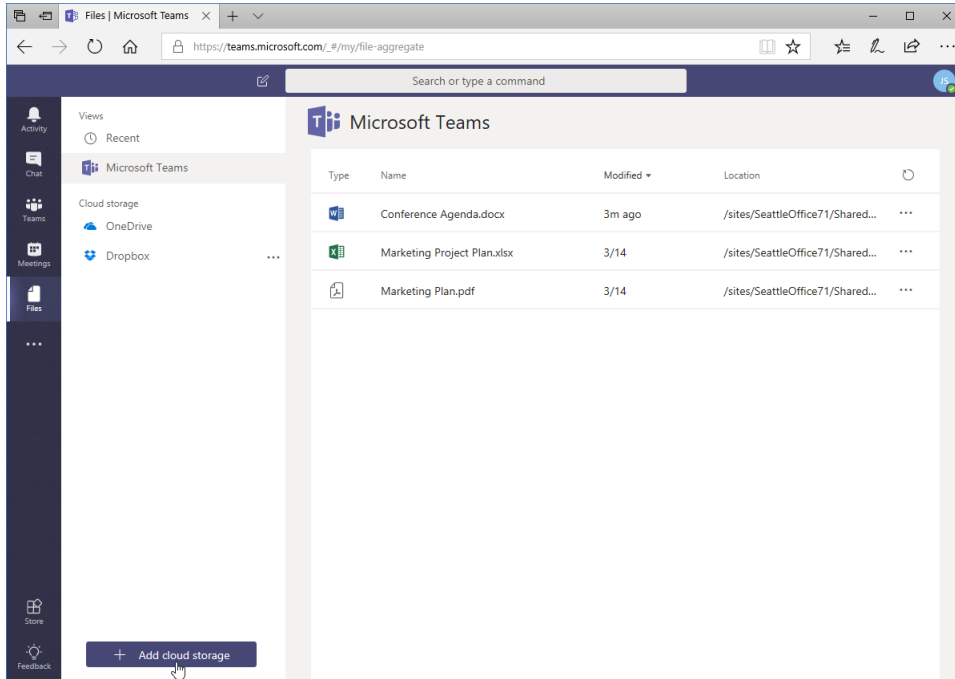 Files | Microsoft Teams
https://teams.microsoft.com/_#/my/file-aggregate
Search or type a command
JS
Activity
Chat
Teams
Meetings
Files
Store
Feedback
Views
Recent
Microsoft Teams
Cloud storage
OneDrive
Dropbox
Add cloud storage
Microsoft Teams
Type Name Modified Location
Conference Agenda.docx 3m ago /sites/SeattleOffice71/Shared...
Marketing Project Plan.xlsx 3/14 /sites/SeattleOffice71/Shared...
Marketing Plan.pdf 3/14 /sites/SeattleOffice71/Shared...